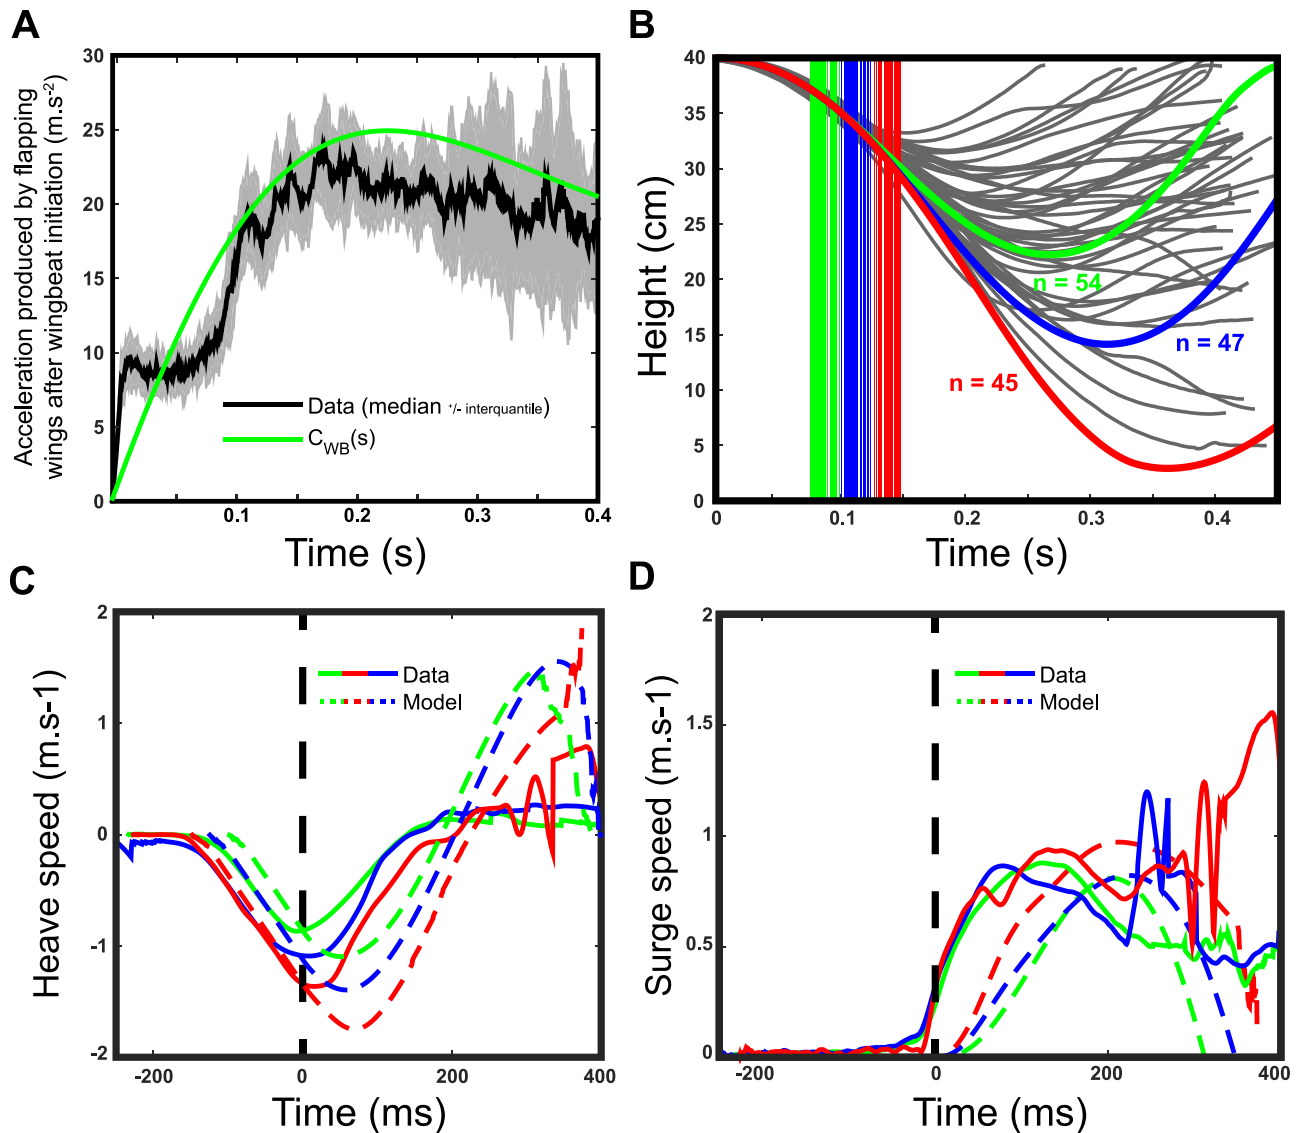 A
Acceleration produced by flapping
wings after wingbeat initiation (m.s-2)
30
25
20
15
10
5
0
0.1
0.2
0.3
0.4
Data (median +/- interquantile)
CWB(s)
Time (s)
B
Height (cm)
40
35
30
25
20
15
10
5
0
0
0.1
0.2
0.3
0.4
n = 54
n = 47
n = 45
Time (s)
C
Heave speed (m.s-1)
2
1
0
-1
-2
-200
0
200
400
Data
Model
Time (ms)
D
Surge speed (m.s-1)
2
1.5
1
0.5
0
-200
0
200
400
Data
Model
Time (ms)